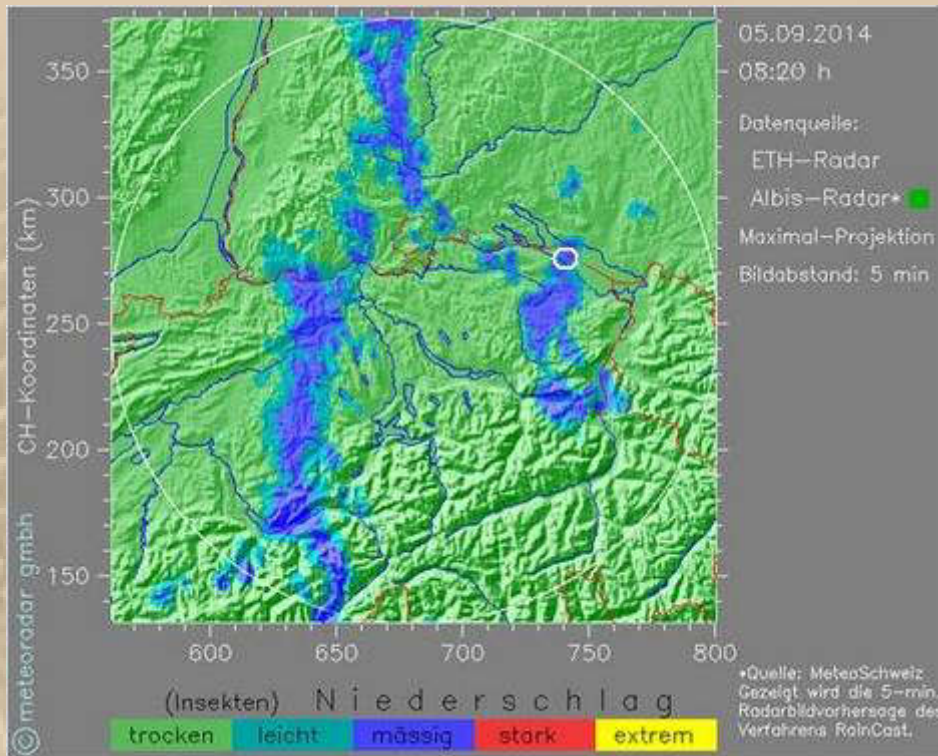 05.09.2014
08:20 h
Datenquelle:
ETH-Radar
Albis-Radar*
Maximal-Projektion
Bildabstand: 5 min
CH-Koordinaten (km)
© meteoradar gmbh
350
300
250
200
150
600
650
700
750
800
*Quelle: MeteoSchweiz
Gezeigt wird die 5-min.
Radarbildvorhersage des
Verfahrens RainCast.
(Insekten) Niederschlag
trocken leicht mässig stark extrem